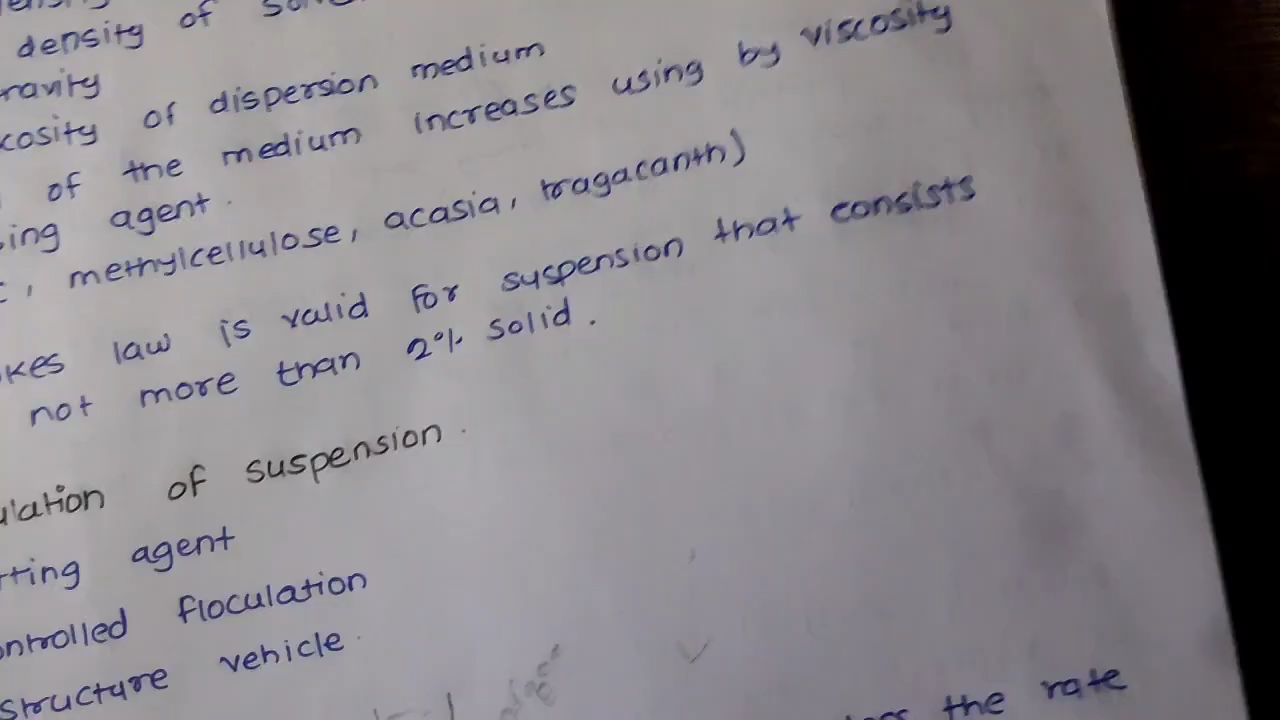 density of
ravity
cosity of dispersion medium
of the medium increases using by viscosity
ing agent.
, methylcellulose, acasia, tragacanth)
kes law is valid for suspension that consists
not more than 2% solid.
ulation of suspension.
tting agent
ntrolled floculation
structure vehicle.
the rate